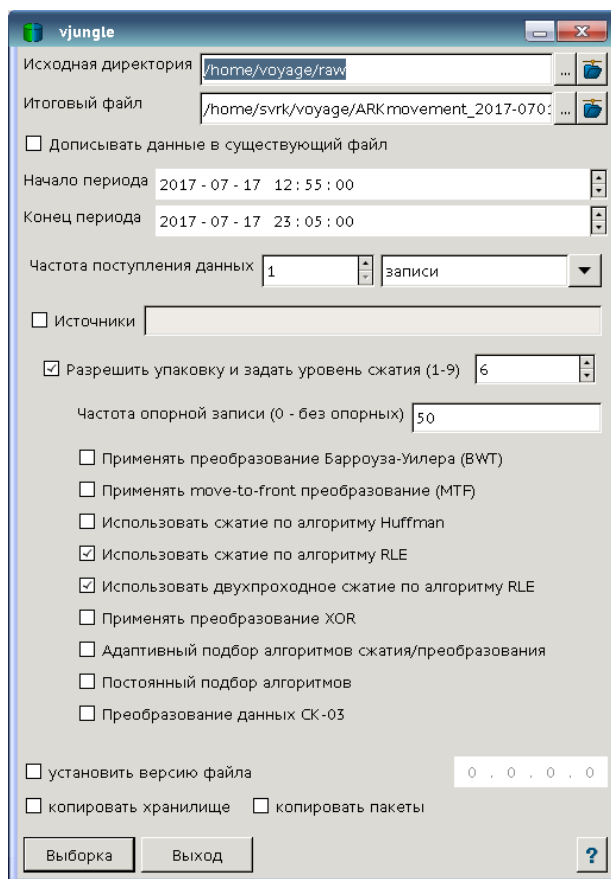 vjungle
Исходная директория /home/voyage/raw ...
Итоговый файл /home/svrk/voyage/ARKmovement_2017-0701 ...
Дописывать данные в существующий файл
Начало периода 2017 - 07 - 17 12 : 55 : 00
Конец периода 2017 - 07 - 17 23 : 05 : 00
Частота поступления данных 1 записи
Источники
Разрешить упаковку и задать уровень сжатия (1-9) 6
Частота опорной записи (0 - без опорных) 50
Применять преобразование Барроуза-Уилера (BWT)
Применять move-to-front преобразование (MTF)
Использовать сжатие по алгоритму Huffman
Использовать сжатие по алгоритму RLE
Использовать двухпроходное сжатие по алгоритму RLE
Применять преобразование XOR
Адаптивный подбор алгоритмов сжатия/преобразования
Постоянный подбор алгоритмов
Преобразование данных СК-03
установить версию файла 0 . 0 . 0 . 0
копировать хранилище копировать пакеты
Выборка Выход ?